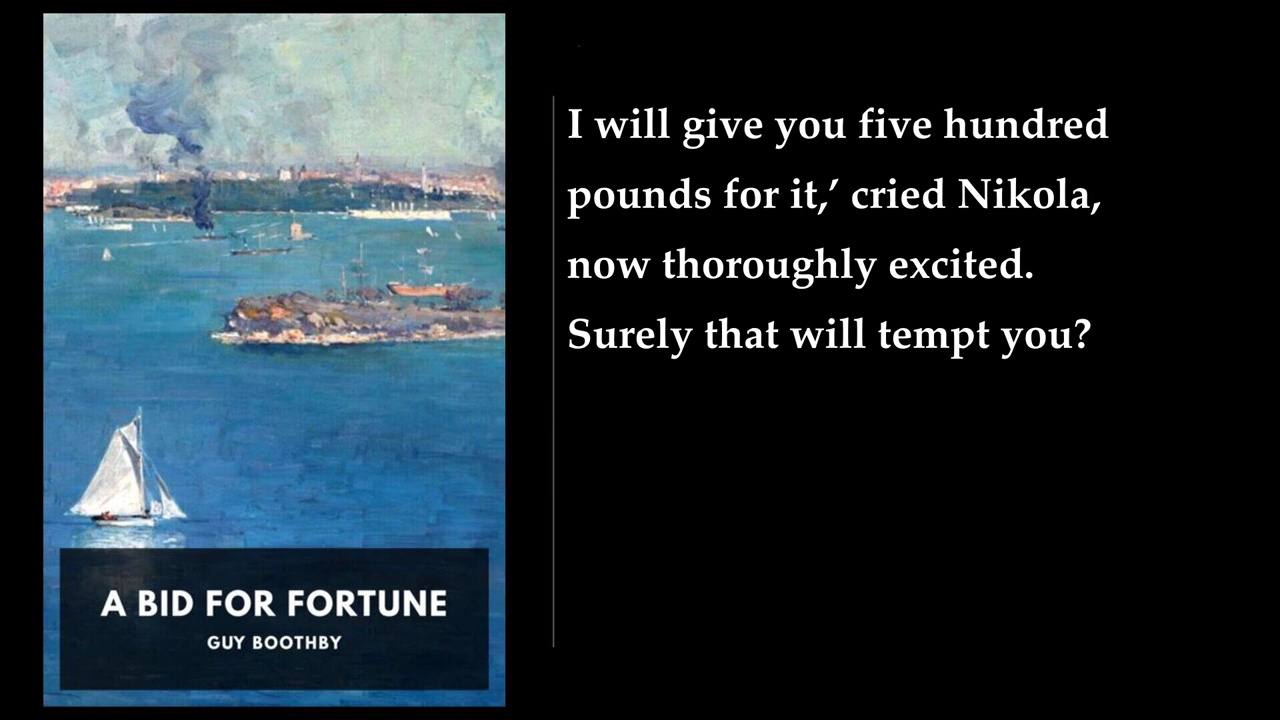 A BID FOR FORTUNE
GUY BOOTHBY
I will give you five hundred
pounds for it,’ cried Nikola,
now thoroughly excited.
Surely that will tempt you?